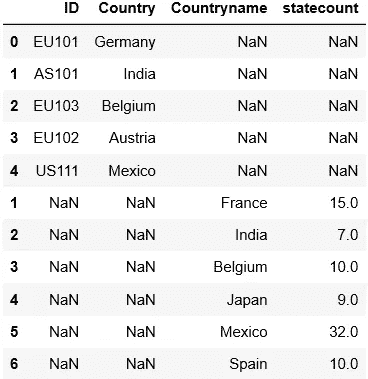 ID Country Countryname statecount
0 EU101 Germany NaN NaN
1 AS101 India NaN NaN
2 EU103 Belgium NaN NaN
3 EU102 Austria NaN NaN
4 US111 Mexico NaN NaN
1 NaN NaN France 15.0
2 NaN NaN India 7.0
3 NaN NaN Belgium 10.0
4 NaN NaN Japan 9.0
5 NaN NaN Mexico 32.0
6 NaN NaN Spain 10.0